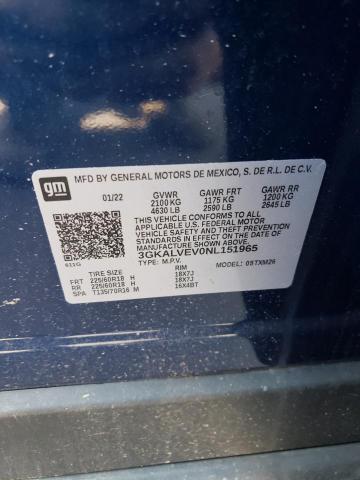 gm
MFD BY GENERAL MOTORS DE MEXICO, S. DE R.L. DE C.V.
01/22 GVWR GAWR FRT GAWR RR
2100 KG 1175 KG 1200 KG
4630 LB 2590 LB 2645 LB
THIS VEHICLE CONFORMS TO ALL
APPLICABLE U.S. FEDERAL MOTOR
VEHICLE SAFETY, BUMPER, AND THEFT
PREVENTION STANDARDS IN EFFECT ON
THE DATE OF MANUFACTURE SHOWN ABOVE.
3GKALVEV0NL151965
TYPE: M.P.V. MODEL: 0STXM26
TIRE SIZE RIM
FRT 225/60R18 H 18X7J
RR 225/60R18 H 18X7J
SPA T135/70R16 M 16X4BT